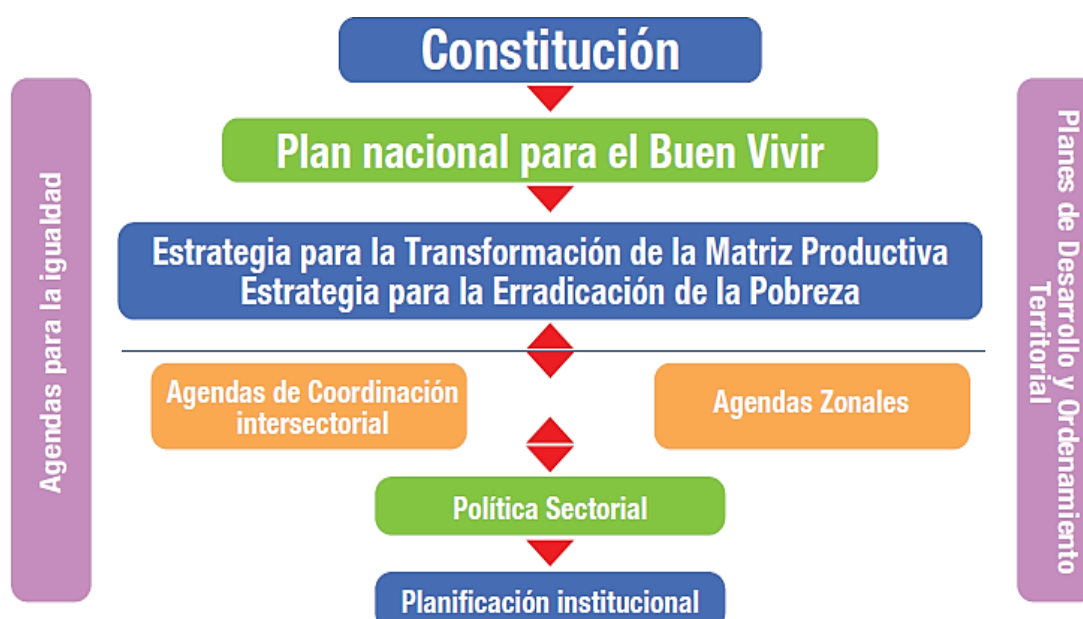 Constitución
Plan nacional para el Buen Vivir
Estrategia para la Transformación de la Matriz Productiva
Estrategia para la Erradicación de la Pobreza
Agendas de Coordinación
intersectorial
Agendas Zonales
Política Sectorial
Planificación institucional
Agendas para la igualdad
Planes de Desarrollo y Ordenamiento
Territorial